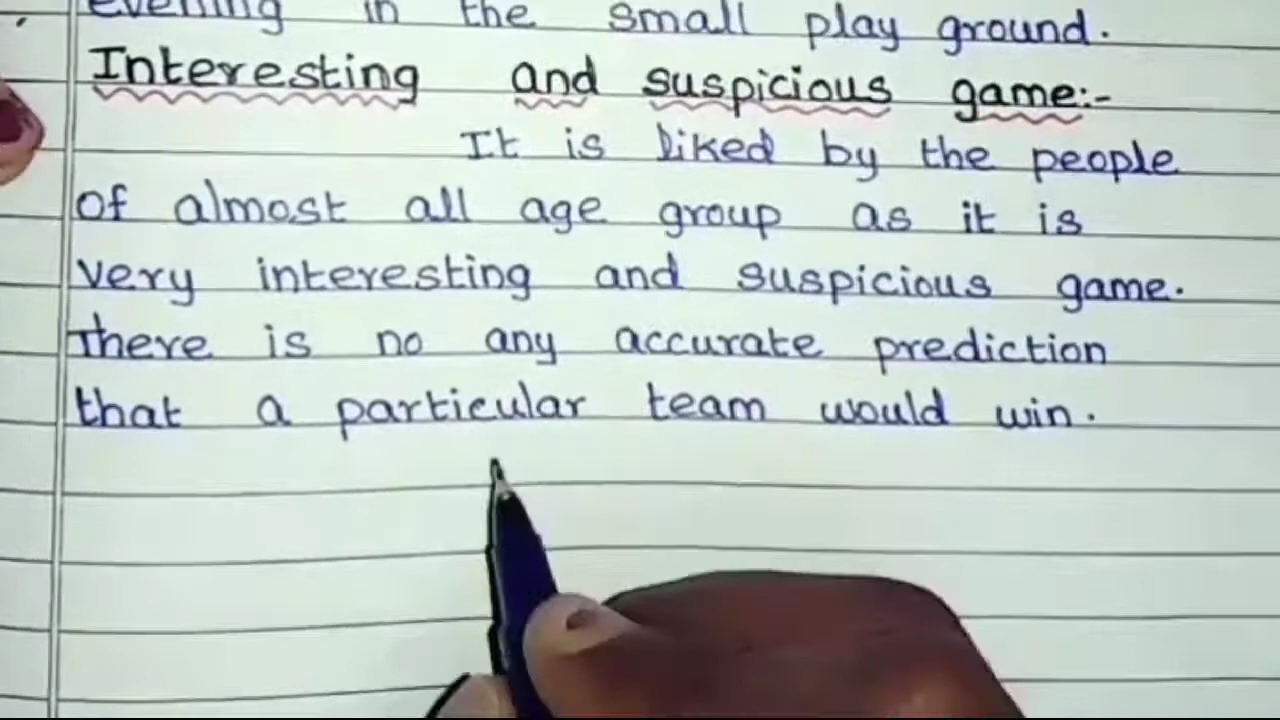 evening in the small play ground.
Interesting and suspicious game:-
It is liked by the people
of almost all age group as it is
very interesting and suspicious game.
There is no any accurate prediction
that a particular team would win.